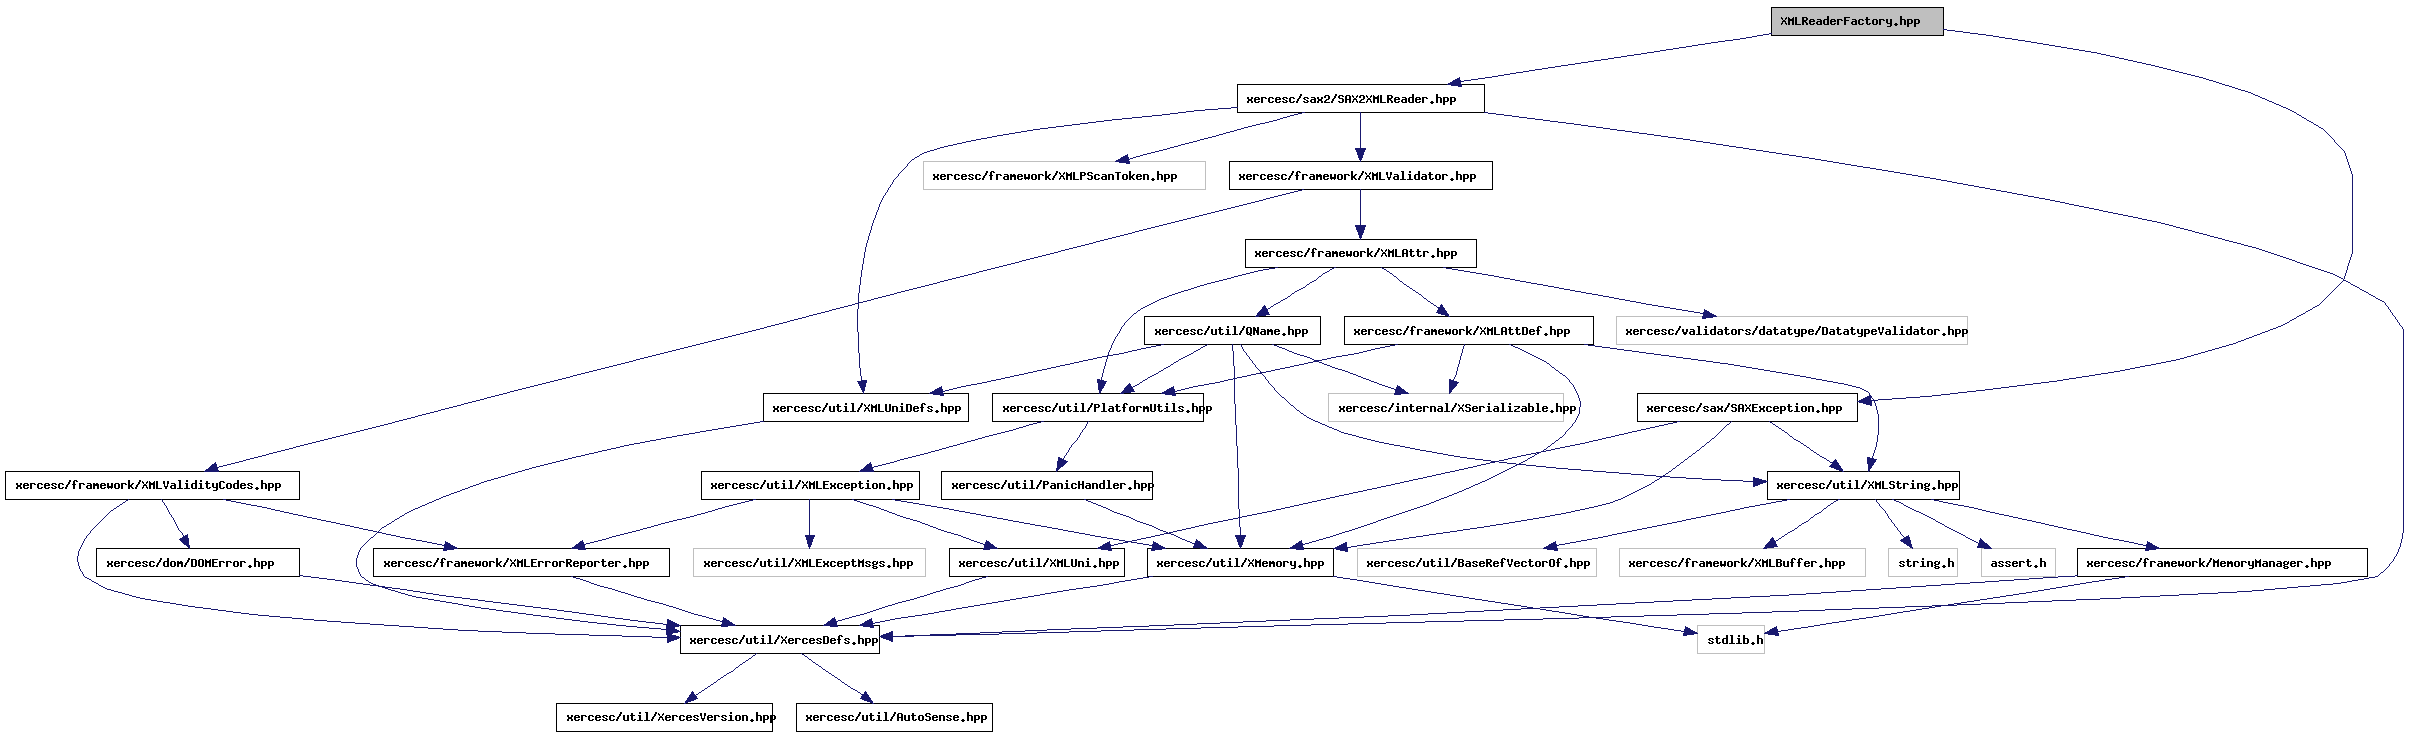 XMLReaderFactory.hpp
xercesc/sax2/SAX2XMLReader.hpp
xercesc/framework/XMLPScanToken.hpp
xercesc/framework/XMLValidator.hpp
xercesc/framework/XMLAttr.hpp
xercesc/util/QName.hpp
xercesc/framework/XMLAttDef.hpp
xercesc/validators/datatype/DatatypeValidator.hpp
xercesc/util/XMLUniDefs.hpp
xercesc/util/PlatformUtils.hpp
xercesc/internal/XSerializable.hpp
xercesc/sax/SAXException.hpp
xercesc/framework/XMLValidityCodes.hpp
xercesc/util/XMLException.hpp
xercesc/util/PanicHandler.hpp
xercesc/util/XMLString.hpp
xercesc/dom/DOMError.hpp
xercesc/framework/XMLErrorReporter.hpp
xercesc/util/XMLExceptMsgs.hpp
xercesc/util/XMLUni.hpp
xercesc/util/XMemory.hpp
xercesc/util/BaseRefVectorOf.hpp
xercesc/framework/XMLBuffer.hpp
string.h
assert.h
xercesc/framework/MemoryManager.hpp
xercesc/util/XercesDefs.hpp
stdlib.h
xercesc/util/XercesVersion.hpp
xercesc/util/AutoSense.hpp